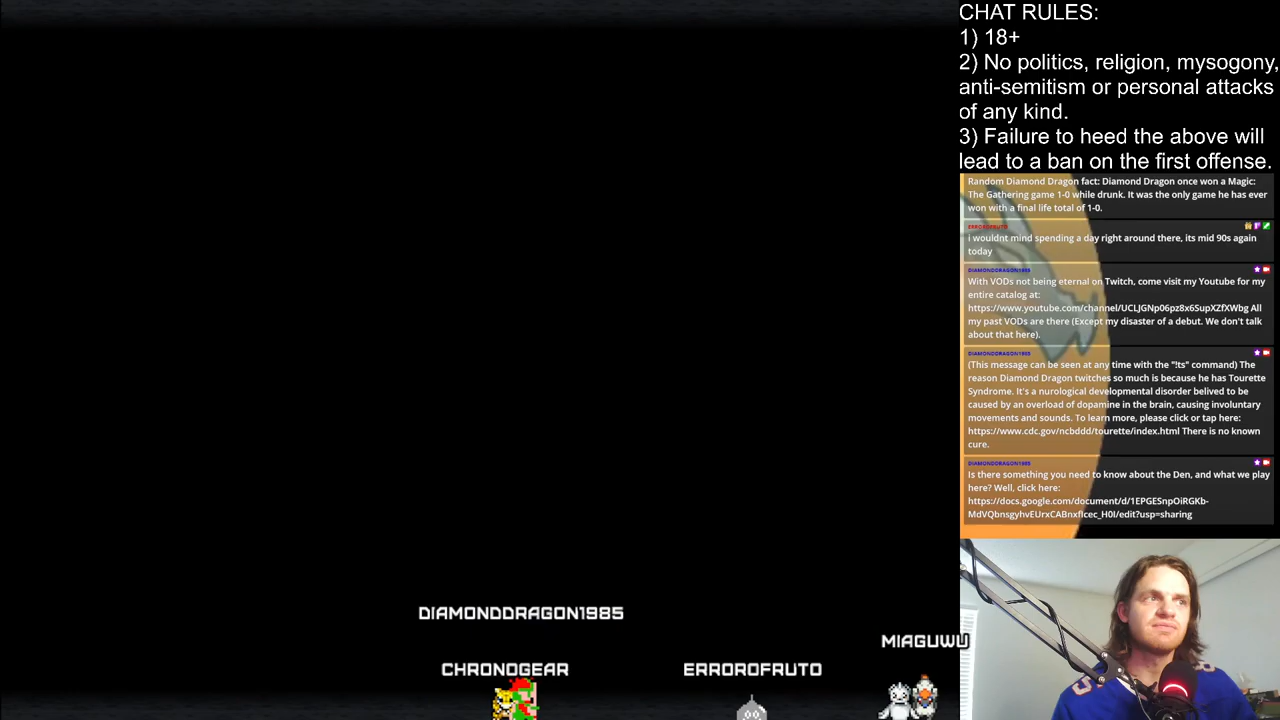 CHAT RULES:
1) 18+
2) No politics, religion, mysogony,
anti-semitism or personal attacks
of any kind.
3) Failure to heed the above will
lead to a ban on the first offense.
Random Diamond Dragon fact: Diamond Dragon once won a Magic:
The Gathering game 1-0 while drunk. It was the only game he has ever
won with a final life total of 1-0.
ERROROFRUTO
i wouldnt mind spending a day right around there, its mid 90s again
today
DIAMONDDRAGON1985
With VODs not being eternal on Twitch, come visit my Youtube for my
entire catalog at:
https://www.youtube.com/channel/UCLJGNp06pz8x6SupXZfXWbg All
my past VODs are there (Except my disaster of a debut. We don't talk
about that here).
DIAMONDDRAGON1985
(This message can be seen at any time with the "!ts" command) The
reason Diamond Dragon twitches so much is because he has Tourette
Syndrome. It's a nurological developmental disorder belived to be
caused by an overload of dopamine in the brain, causing involuntary
movements and sounds. To learn more, please click or tap here:
https://www.cdc.gov/ncbddd/tourette/index.html There is no known
cure.
DIAMONDDRAGON1985
Is there something you need to know about the Den, and what we play
here? Well, click here:
https://docs.google.com/document/d/1EPGESnpOiRGKb-
MdVQbnsgyhvEUrxCABnxfIcec_H0I/edit?usp=sharing
DIAMONDDRAGON1985
MIAGUWU
CHRONOGEAR
ERROROFRUTO